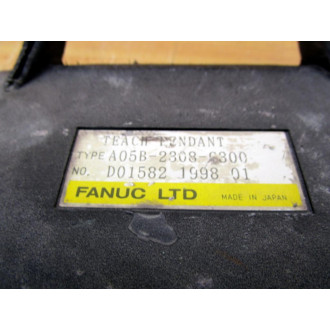 TEACH PENDANT
TYPE A05B-2308-C300
NO. D01582 1998.01
FANUC LTD MADE IN JAPAN